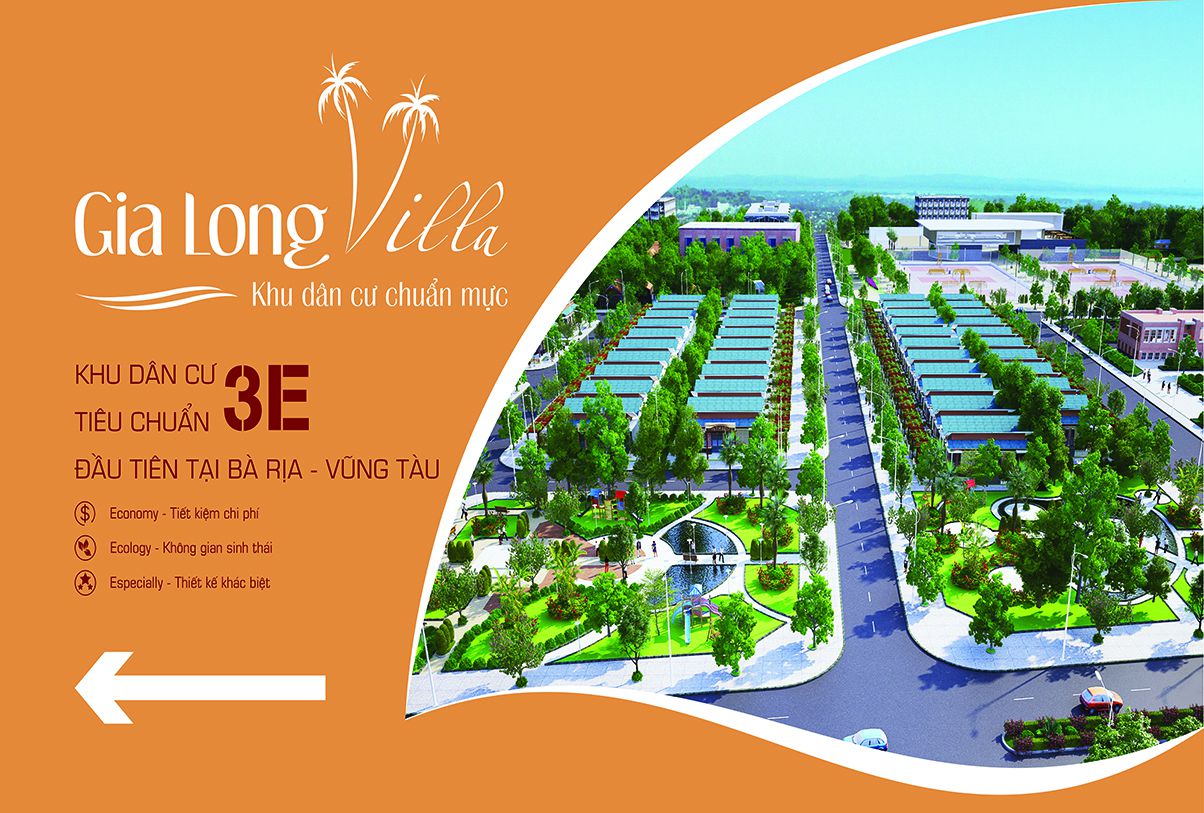 Gia Long Villa
Khu dân cư chuẩn mực
KHU DÂN CƯ
TIÊU CHUẨN 3E
ĐẦU TIÊN TẠI BÀ RỊA - VŨNG TÀU
$ Economy - Tiết kiệm chi phí
Ecology - Không gian sinh thái
Especially - Thiết kế khác biệt